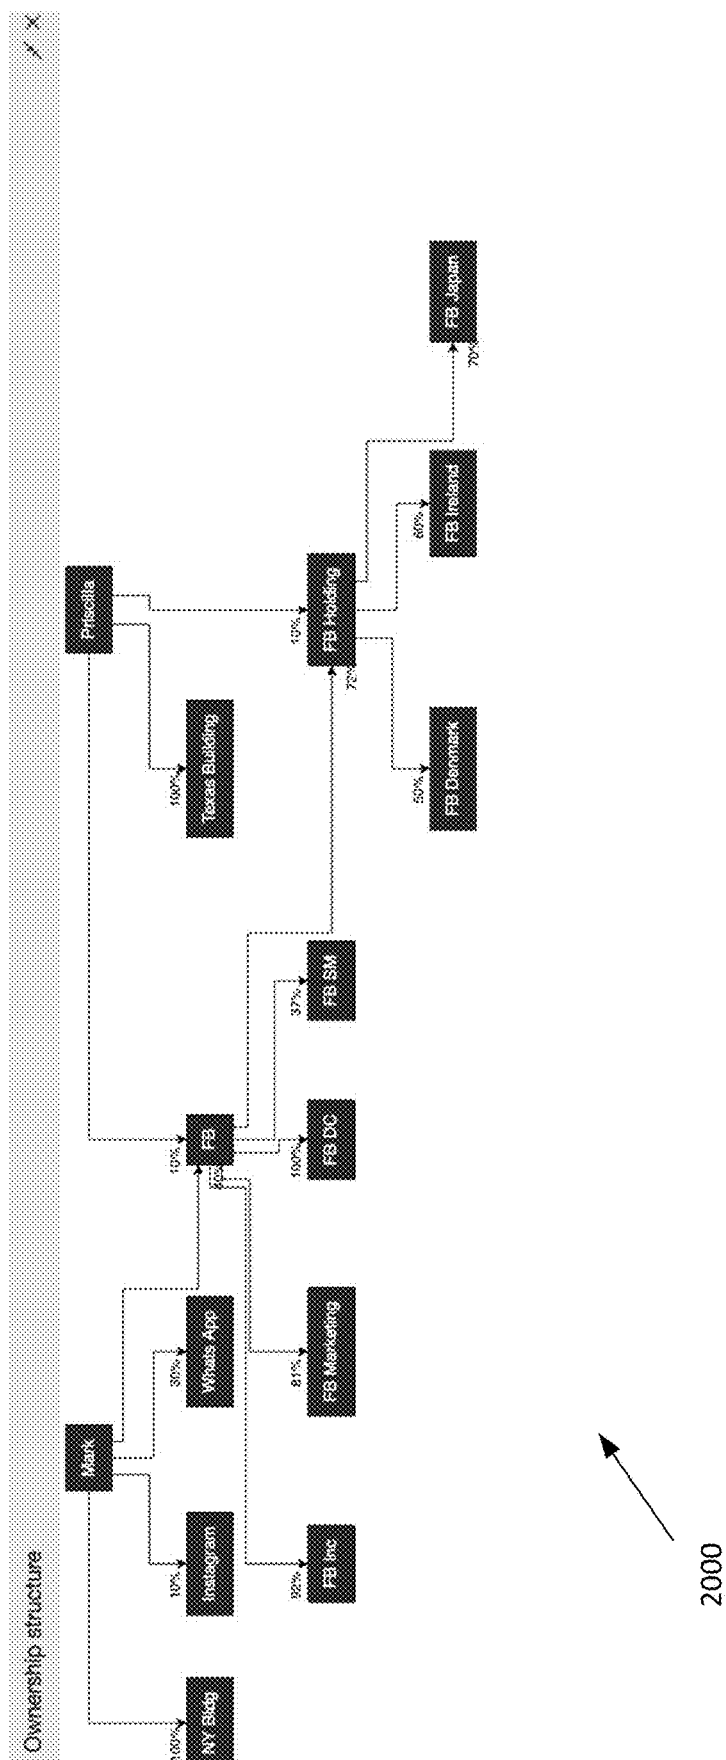 Ownership structure
Mark
Priscilla
100%
NY Bldg
10%
Instagram
30%
Whats App
10%
FB
100%
Texas Building
92%
FB Inc
81%
FB Marketing
100%
FB DC
37%
FB SM
10%
FB Holding
50%
FB Danmark
60%
FB Ireland
70%
FB Japan
2000